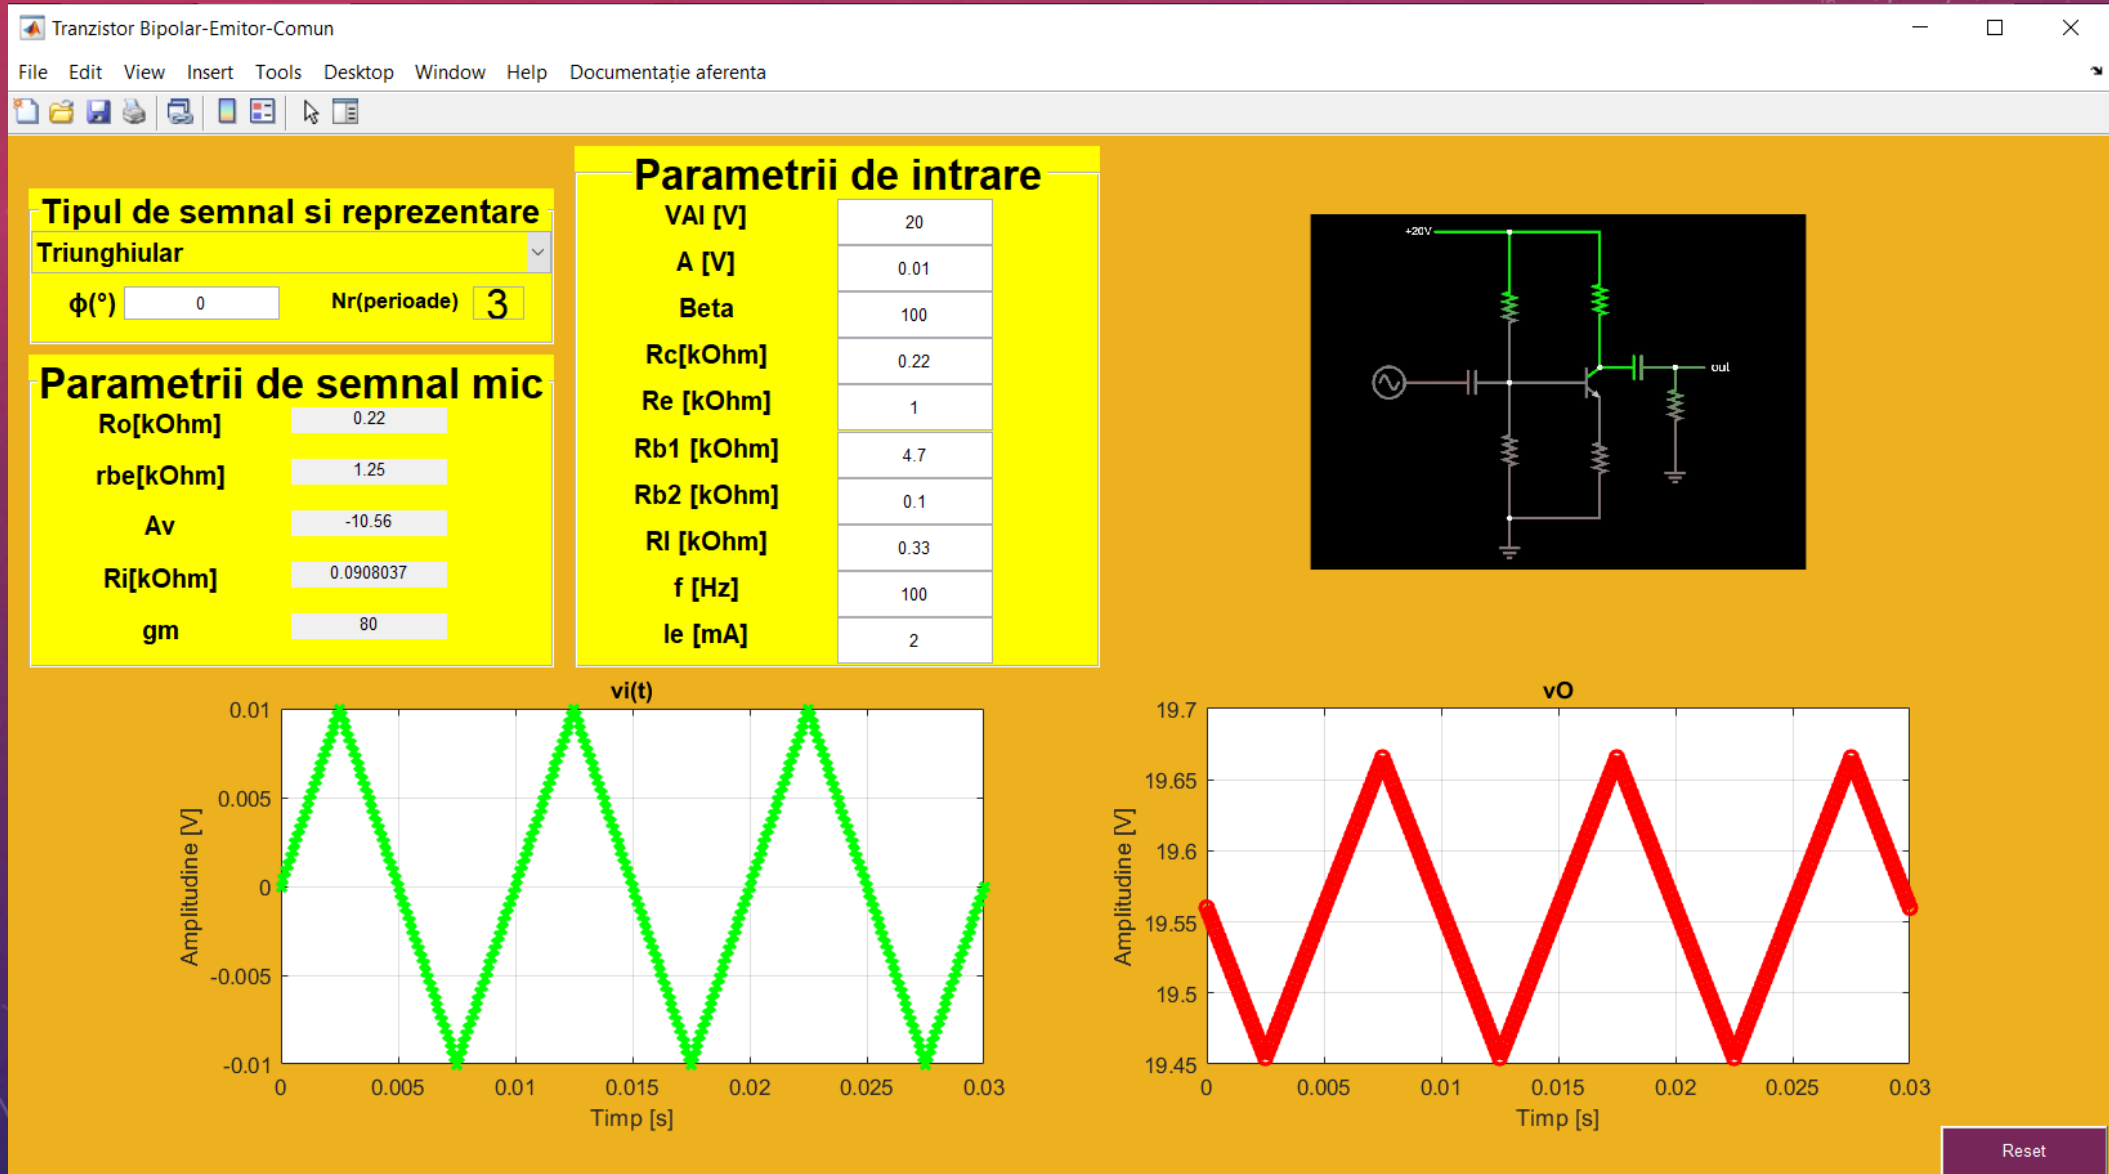 Tranzistor Bipolar-Emitor-Comun
File Edit View Insert Tools Desktop Window Help Documentație aferenta
Tipul de semnal si reprezentare
Triunghiular
ϕ(°) 0 Nr(perioade) 3
Parametrii de semnal mic
Ro[kOhm] 0.22
rbe[kOhm] 1.25
Av -10.56
Ri[kOhm] 0.0908037
gm 80
Parametrii de intrare
VAl [V] 20
A [V] 0.01
Beta 100
Rc[kOhm] 0.22
Re [kOhm] 1
Rb1 [kOhm] 4.7
Rb2 [kOhm] 0.1
Rl [kOhm] 0.33
f [Hz] 100
Ie [mA] 2
+20V
out
vi(t)
0.01
0.005
0
-0.005
-0.01
Amplitudine [V]
0 0.005 0.01 0.015 0.02 0.025 0.03
Timp [s]
vO
19.7
19.65
19.6
19.55
19.5
19.45
Amplitudine [V]
0 0.005 0.01 0.015 0.02 0.025 0.03
Timp [s]
Reset